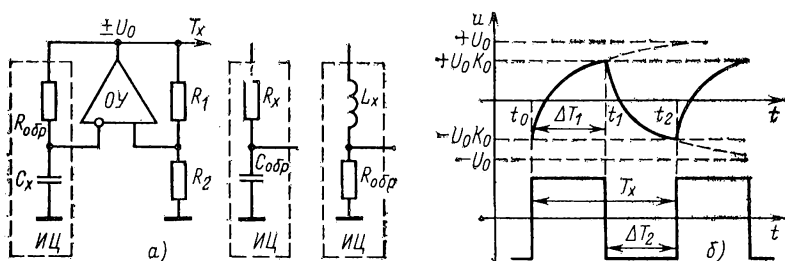 ±U₀ Tₓ
ОУ
Rобр
Cₓ
R₁
R₂
ИЦ
а)
Rₓ
Cобр
ИЦ
Lₓ
Rобр
ИЦ
u
+U₀
+U₀K₀
t₀ ΔT₁ t₁ t₂ t
−U₀K₀
−U₀
Tₓ
ΔT₂
t
б)